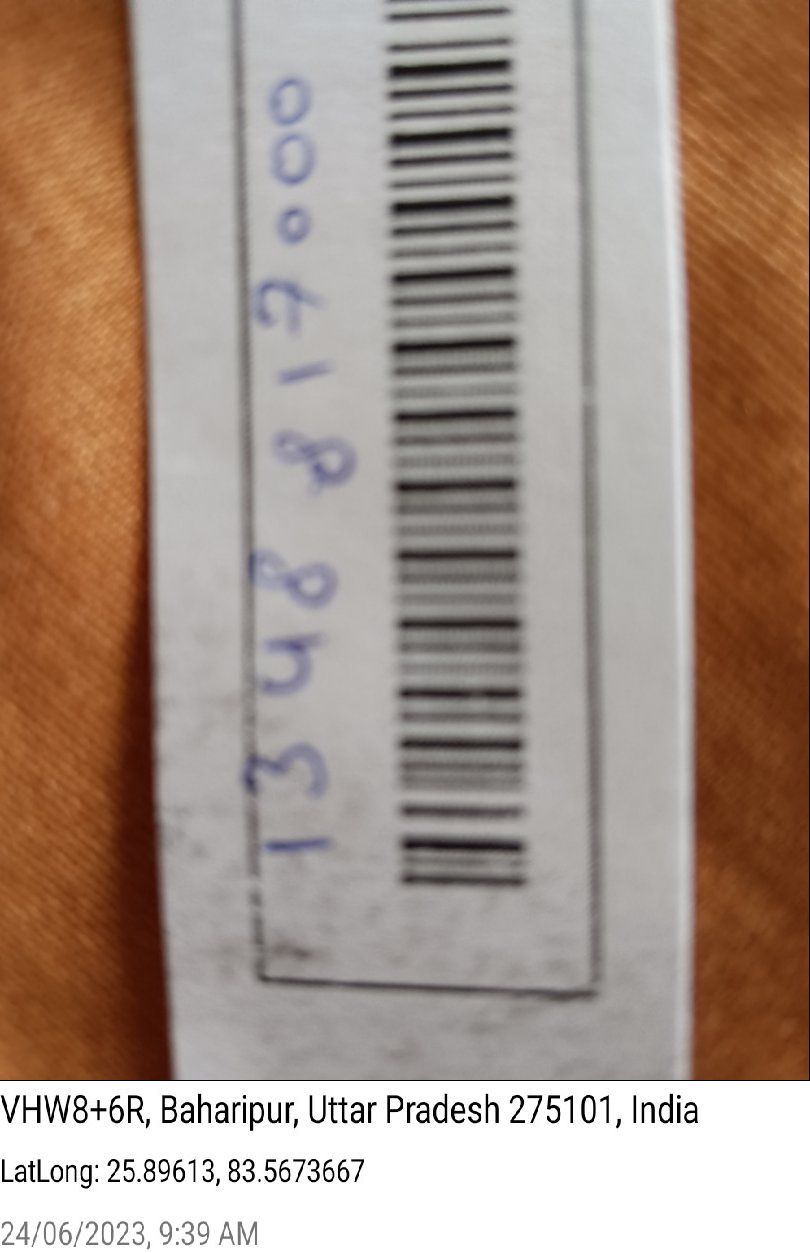 1348817000
VHW8+6R, Baharipur, Uttar Pradesh 275101, India
LatLong: 25.89613, 83.5673667
24/06/2023, 9:39 AM